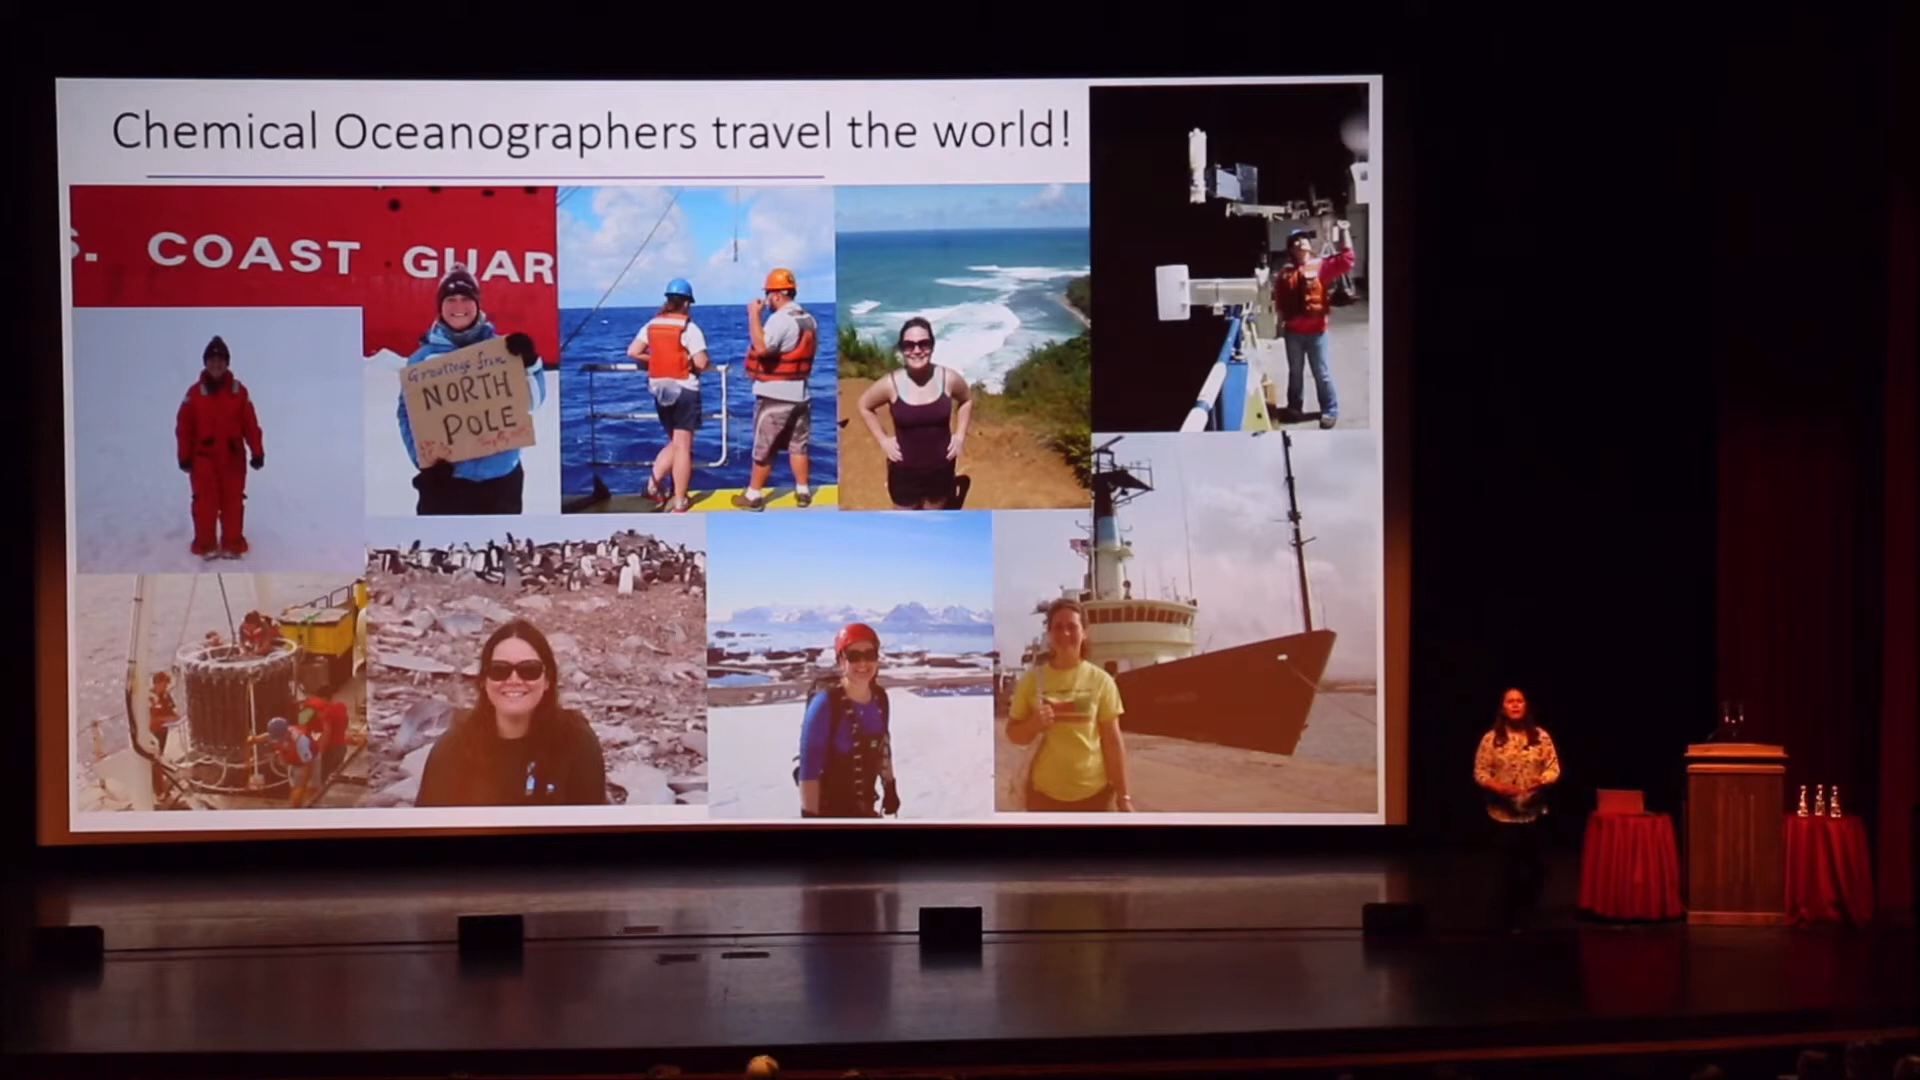 Chemical Oceanographers travel the world!
S. COAST GUAR
Greetings from
NORTH
POLE